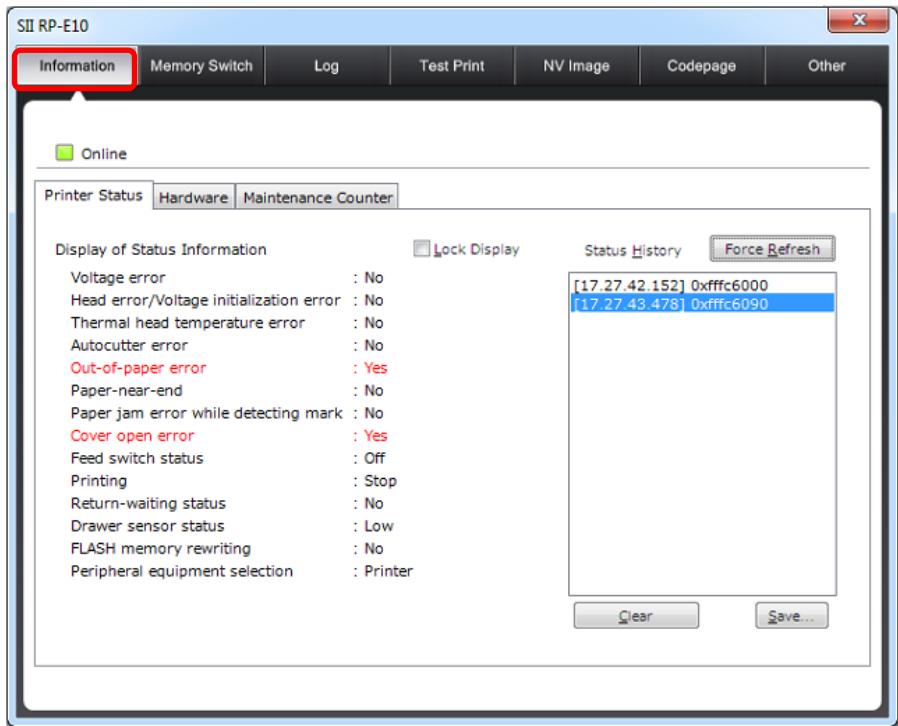 SII RP-E10
Information Memory Switch Log Test Print NV Image Codepage Other
Online
Printer Status Hardware Maintenance Counter
Display of Status Information Lock Display Status History Force Refresh
Voltage error : No
Head error/Voltage initialization error : No
Thermal head temperature error : No
Autocutter error : No
Out-of-paper error : Yes
Paper-near-end : No
Paper jam error while detecting mark : No
Cover open error : Yes
Feed switch status : Off
Printing : Stop
Return-waiting status : No
Drawer sensor status : Low
FLASH memory rewriting : No
Peripheral equipment selection : Printer
[17.27.42.152] 0xfffc6000
[17.27.43.478] 0xfffc6090
Clear Save...